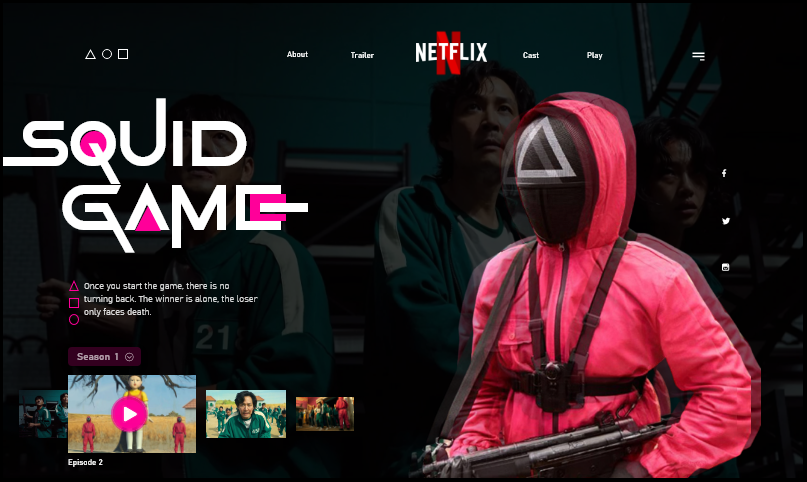 About
Trailer
NETFLIX
Cast
Play
SQUID
GAME
Once you start the game, there is no
turning back. The winner is alone, the loser
only faces death.
21
Season 1
Episode 2